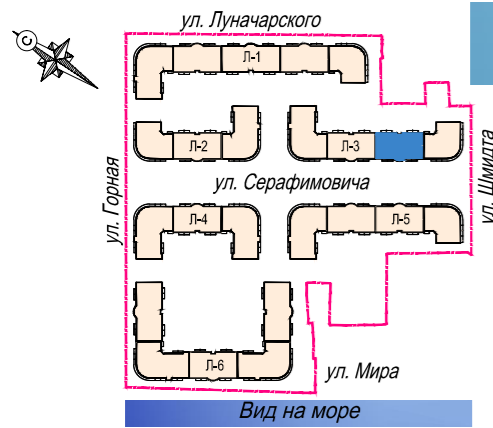 ул. Луначарского
С
Л-1
Л-2
Л-3
ул. Горная
ул. Серафимовича
ул. Шмидта
Л-4
Л-5
Л-6
ул. Мира
Вид на море